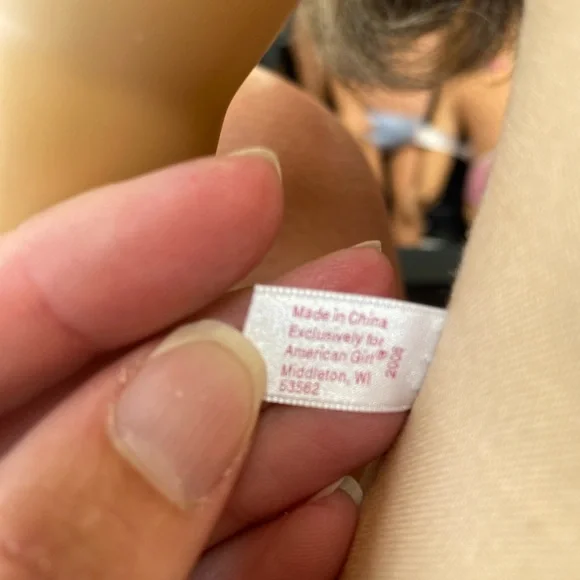 Made in China
Exclusively for
American Girl®
Middleton, WI
53562
2008